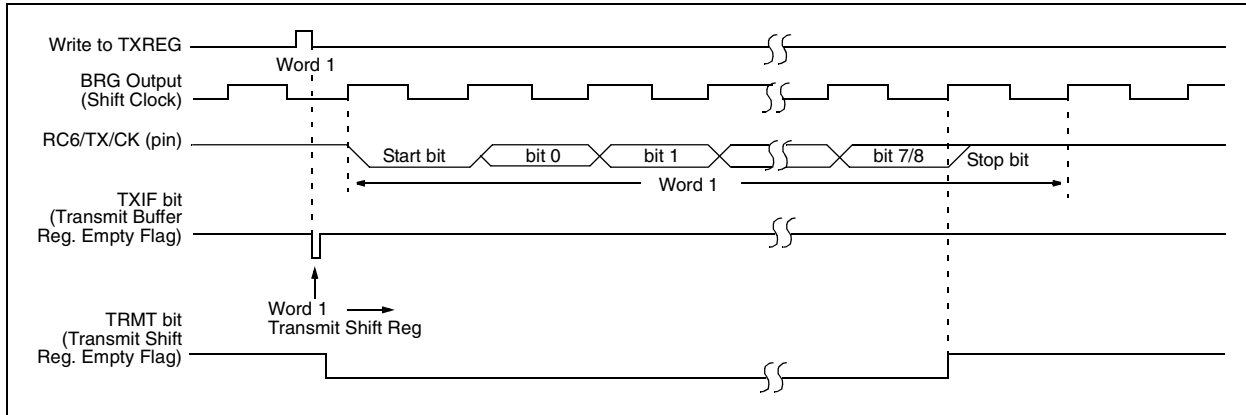 Write to TXREG
Word 1
BRG Output
(Shift Clock)
RC6/TX/CK (pin)
Start bit
bit 0
bit 1
bit 7/8
Stop bit
Word 1
TXIF bit
(Transmit Buffer
Reg. Empty Flag)
Word 1
Transmit Shift Reg
TRMT bit
(Transmit Shift
Reg. Empty Flag)